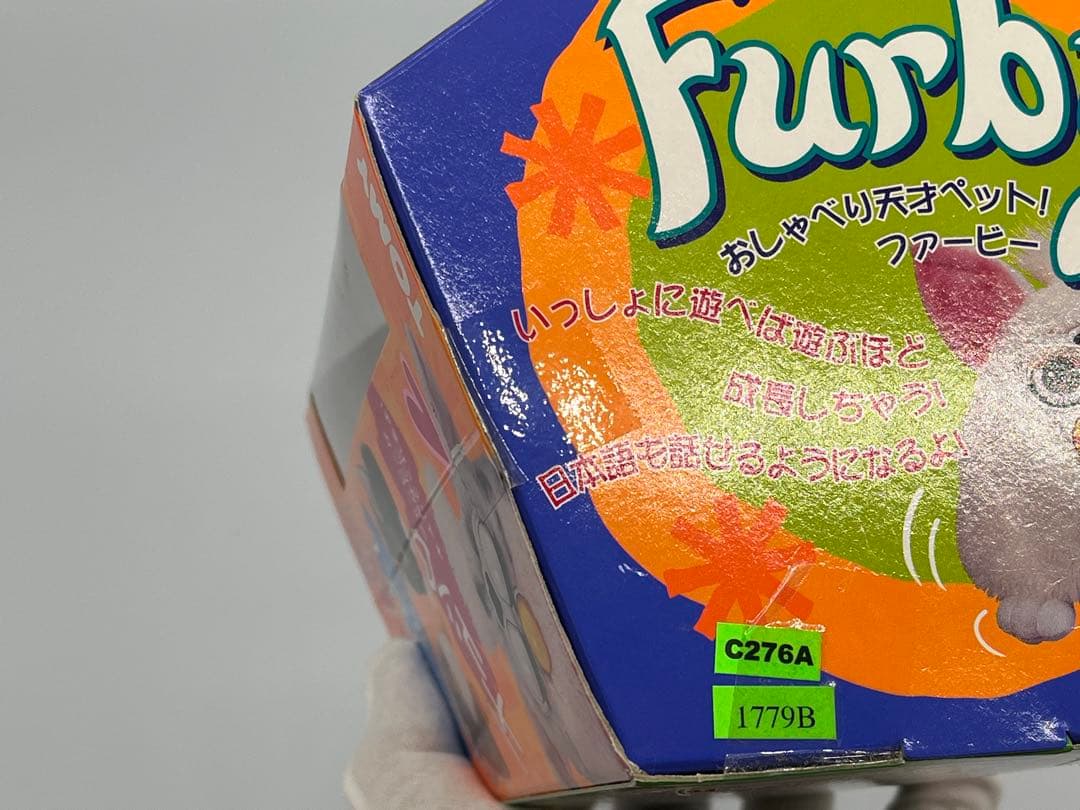 Furby
おしゃべり天才ペット!
ファービー
いっしょに遊べば遊ぶほど
成長しちゃう!
日本語も話せるようになるよ!
TOMY
C276A
1779B